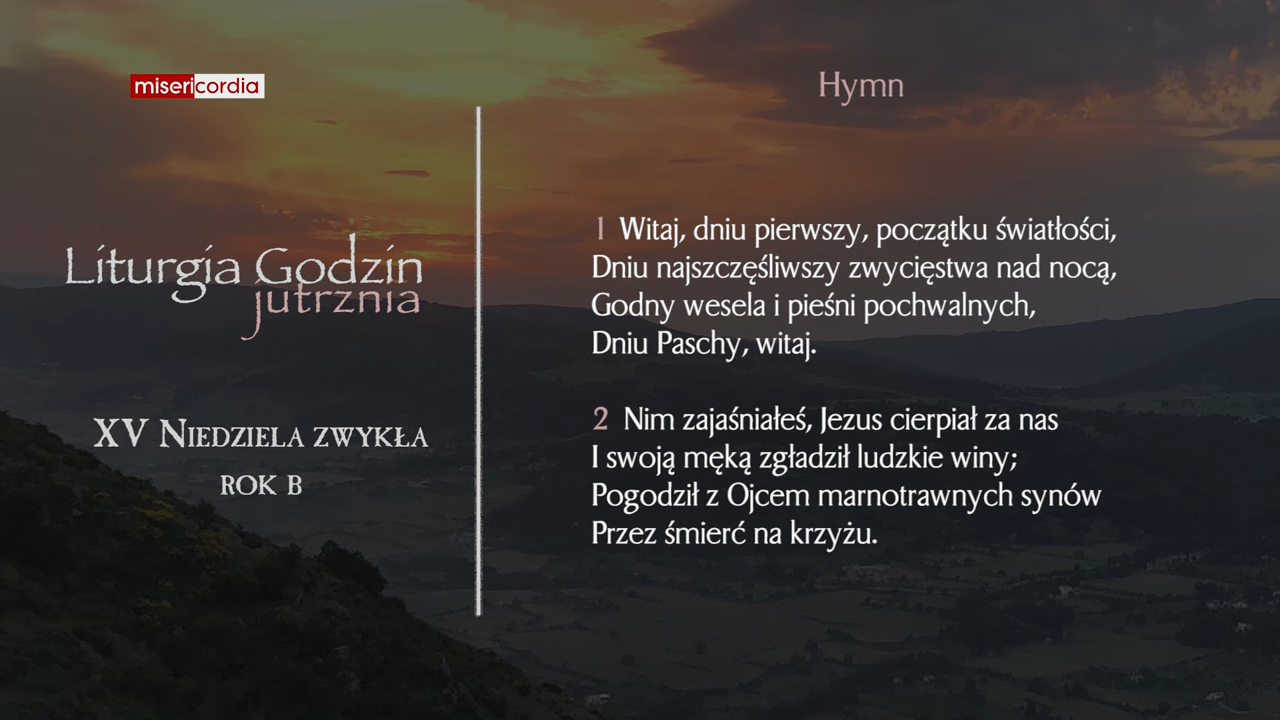 misericordia
Liturgia Godzin
jutrznia
XV Niedziela zwykła
rok B
Hymn
1 Witaj, dniu pierwszy, początku światłości,
Dniu najszczęśliwszy zwycięstwa nad nocą,
Godny wesela i pieśni pochwalnych,
Dniu Paschy, witaj.
2 Nim zajaśniałeś, Jezus cierpiał za nas
I swoją męką zgładził ludzkie winy;
Pogodził z Ojcem marnotrawnych synów
Przez śmierć na krzyżu.